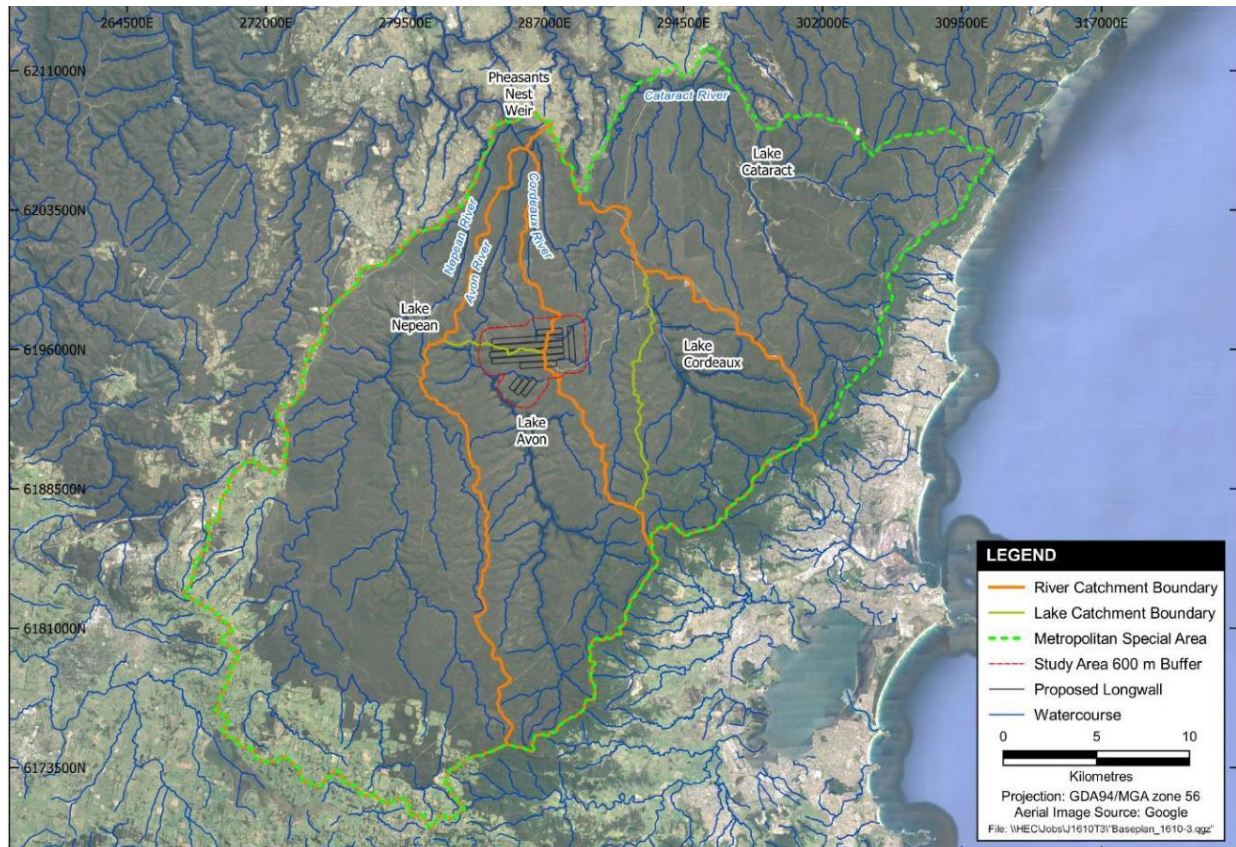 264500E
272000E
279500E
287000E
294500E
302000E
309500E
317000E
6211000N
Pheasants
Nest
Weir
Cataract River
Lake
Cataract
6203500N
Nepean River
Avon River
Cordeaux River
Lake
Nepean
6196000N
Lake
Cordeaux
Lake
Avon
6188500N
6181000N
6173500N
LEGEND
River Catchment Boundary
Lake Catchment Boundary
Metropolitan Special Area
Study Area 600 m Buffer
Proposed Longwall
Watercourse
0 5 10
Kilometres
Projection: GDA94/MGA zone 56
Aerial Image Source: Google
File: \\HEC\Jobs\J1610T3\"Baseplan_1610-3.qgz"